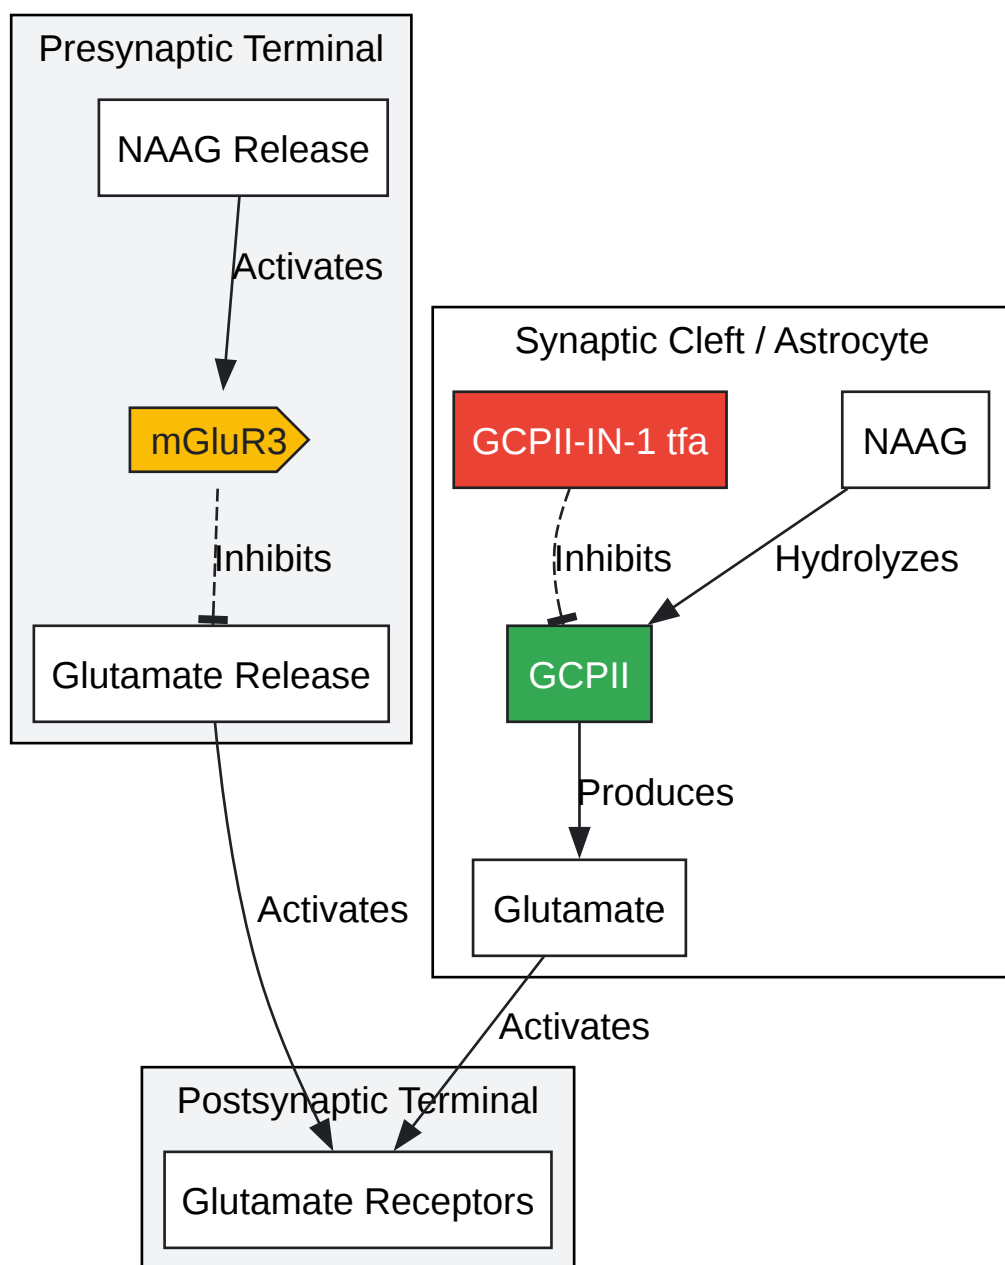 Presynaptic Terminal
NAAG Release
Activates
mGluR3
Inhibits
Glutamate Release
Synaptic Cleft / Astrocyte
GCPII-IN-1 tfa
NAAG
Inhibits
Hydrolyzes
GCPII
Produces
Glutamate
Activates
Activates
Postsynaptic Terminal
Glutamate Receptors